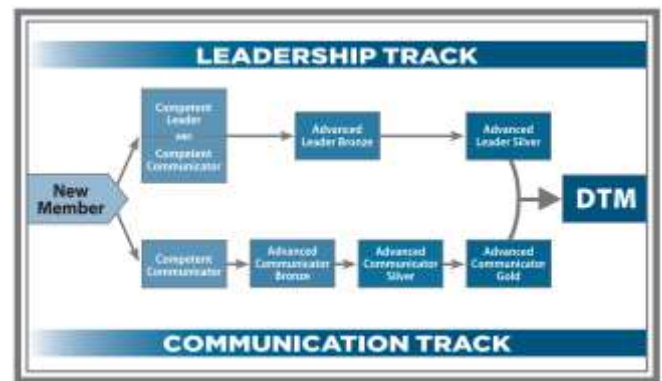 LEADERSHIP TRACK
Competent
Leader
AND
Competent
Communicator
Advanced
Leader Bronze
Advanced
Leader Silver
New
Member
DTM
Competent
Communicator
Advanced
Communicator
Bronze
Advanced
Communicator
Silver
Advanced
Communicator
Gold
COMMUNICATION TRACK